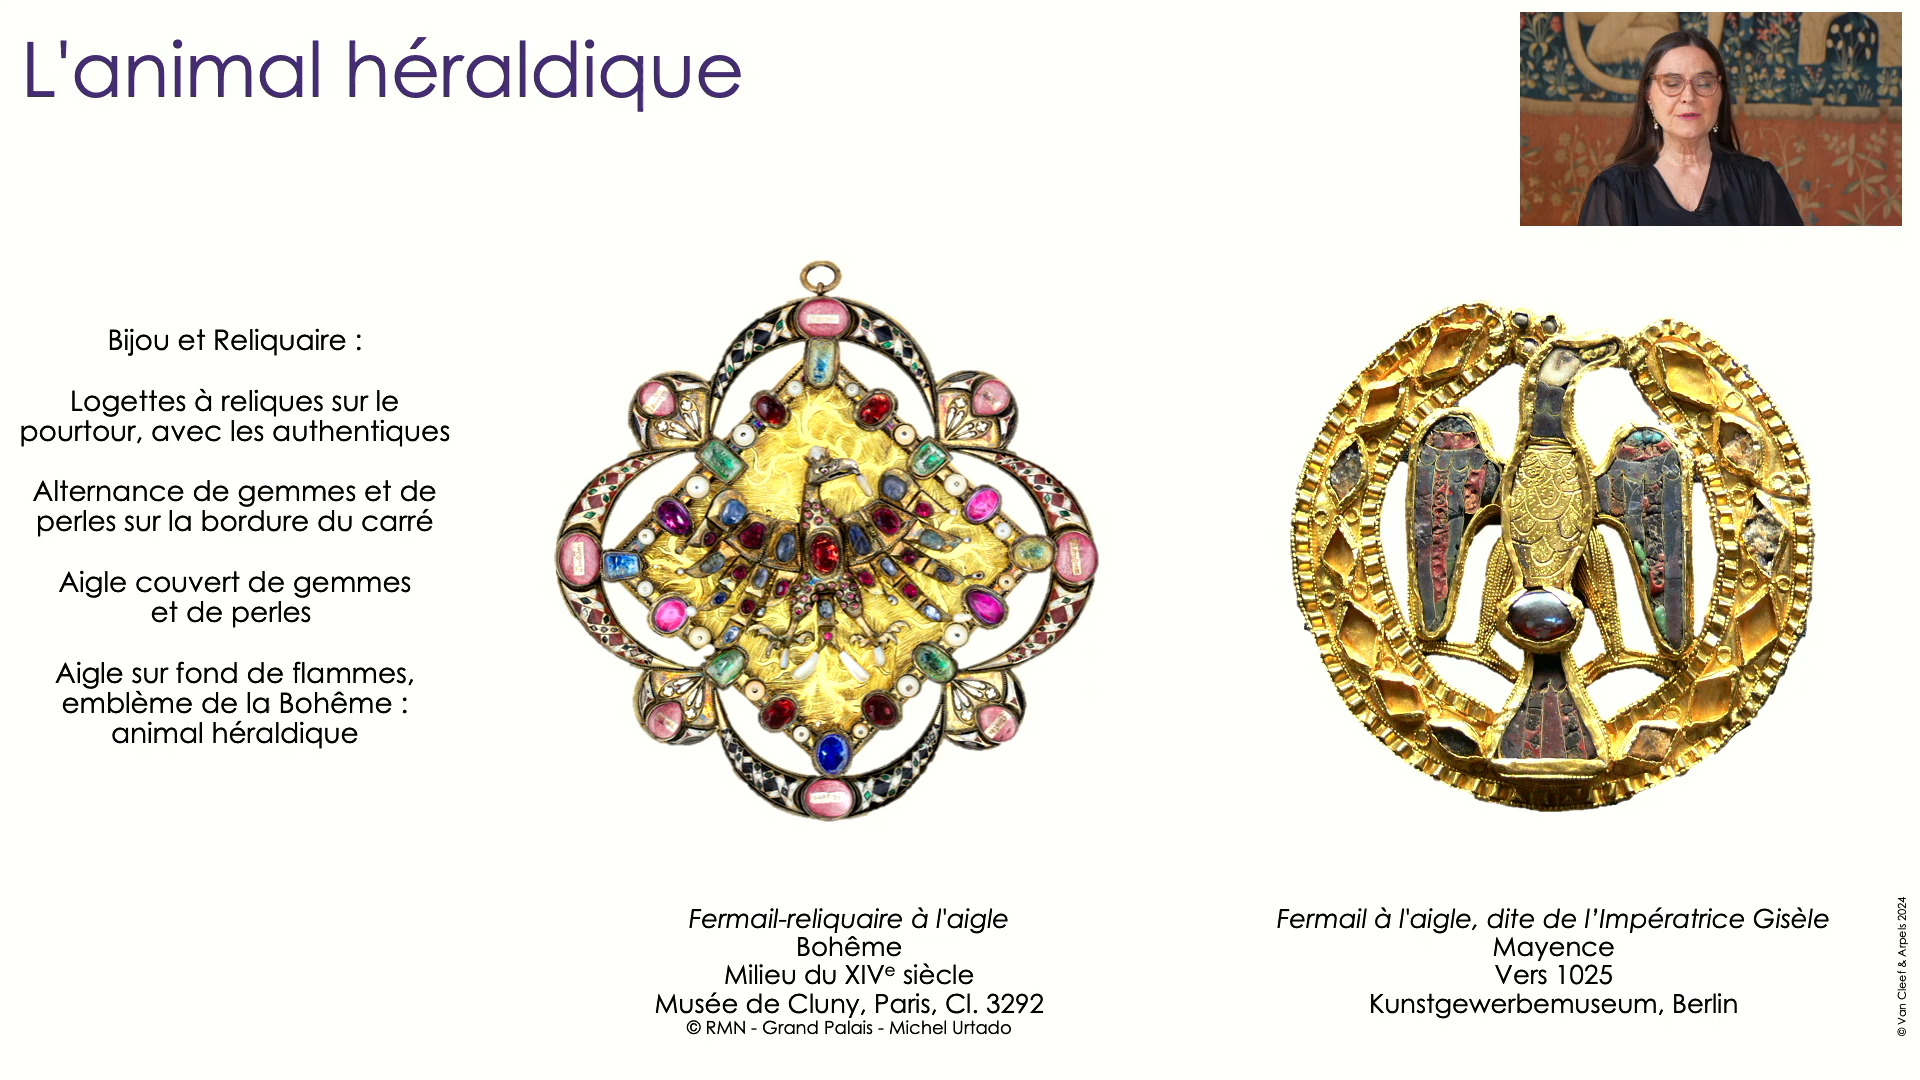 L'animal héraldique
Bijou et Reliquaire :
Logettes à reliques sur le
pourtour, avec les authentiques
Alternance de gemmes et de
perles sur la bordure du carré
Aigle couvert de gemmes
et de perles
Aigle sur fond de flammes,
emblème de la Bohême :
animal héraldique
Fermail-reliquaire à l'aigle
Bohême
Milieu du XIVᵉ siècle
Musée de Cluny, Paris, Cl. 3292
© RMN - Grand Palais - Michel Urtado
Fermail à l'aigle, dite de l’Impératrice Gisèle
Mayence
Vers 1025
Kunstgewerbemuseum, Berlin
© Van Cleef & Arpels 2024